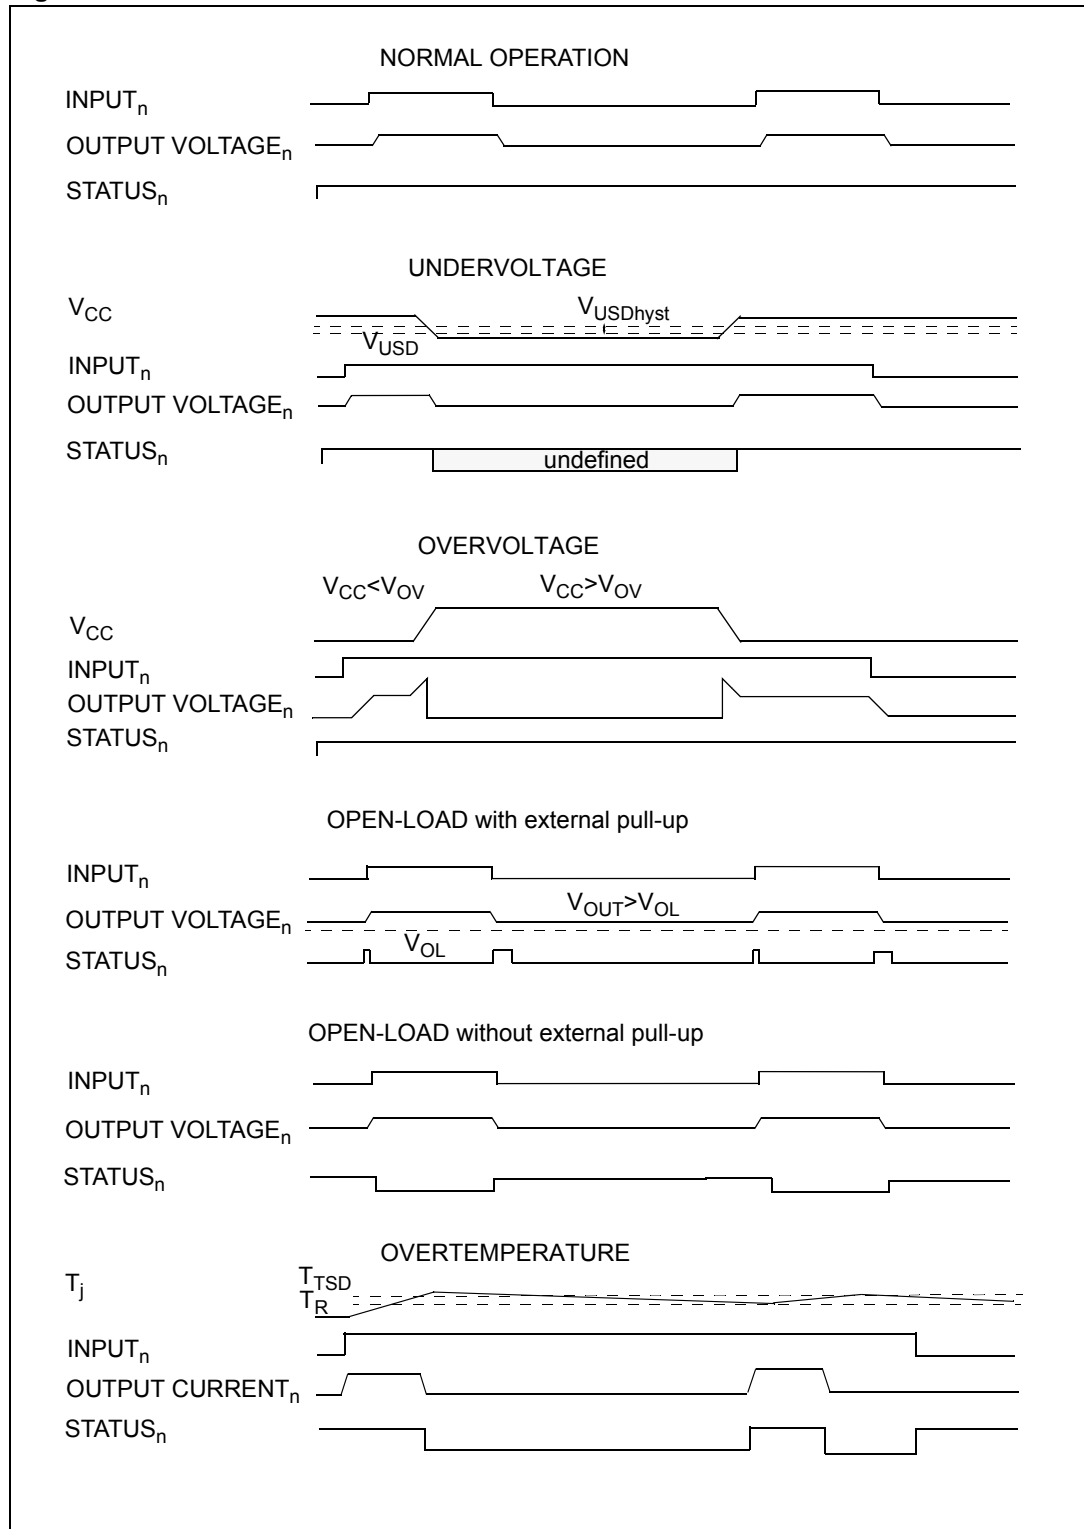 NORMAL OPERATION
INPUTn
OUTPUT VOLTAGEn
STATUSn
UNDERVOLTAGE
VCC
VUSDhyst
VUSD
INPUTn
OUTPUT VOLTAGEn
STATUSn
undefined
OVERVOLTAGE
VCC<VOV
VCC>VOV
VCC
INPUTn
OUTPUT VOLTAGEn
STATUSn
OPEN-LOAD with external pull-up
INPUTn
OUTPUT VOLTAGEn
VOUT>VOL
VOL
STATUSn
OPEN-LOAD without external pull-up
INPUTn
OUTPUT VOLTAGEn
STATUSn
OVERTEMPERATURE
Tj
TTSD
TR
INPUTn
OUTPUT CURRENTn
STATUSn